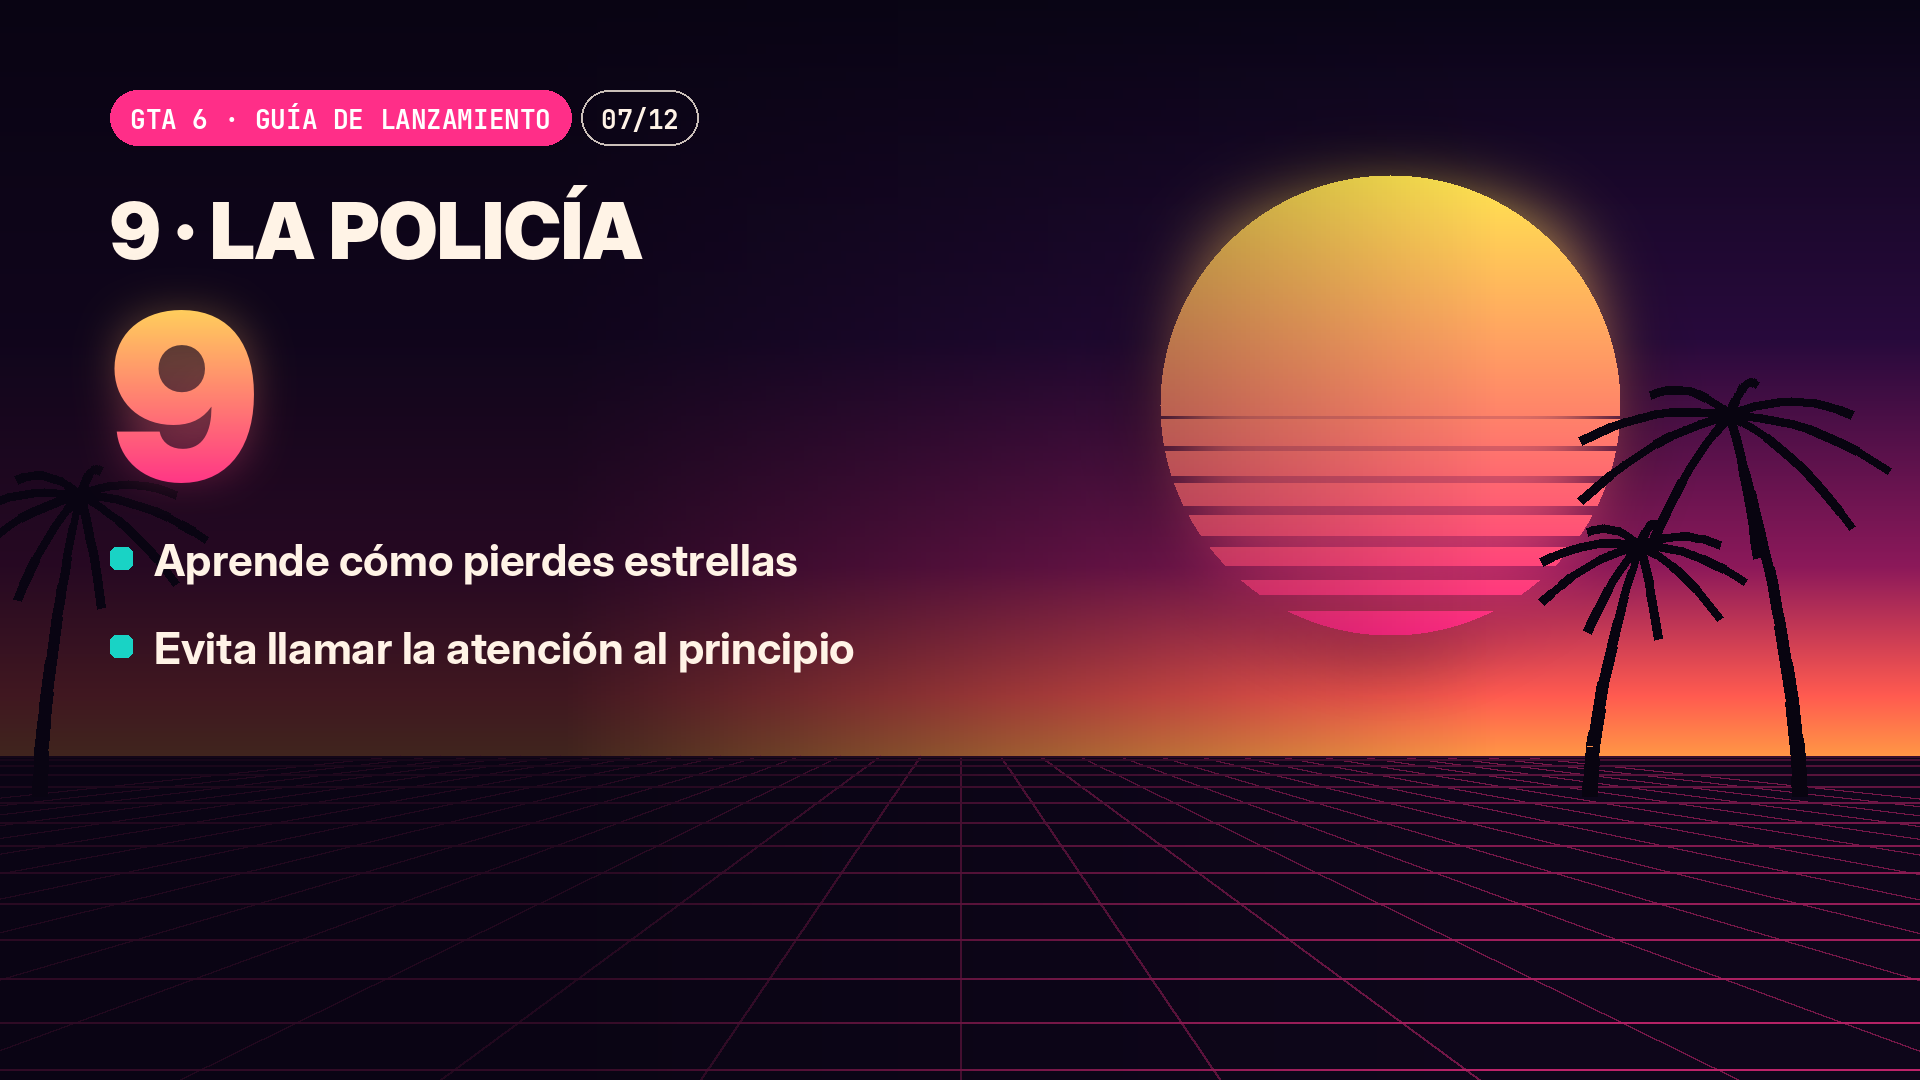 GTA 6 · GUÍA DE LANZAMIENTO 07/12
9 · LA POLICÍA
9
Aprende cómo pierdes estrellas
Evita llamar la atención al principio